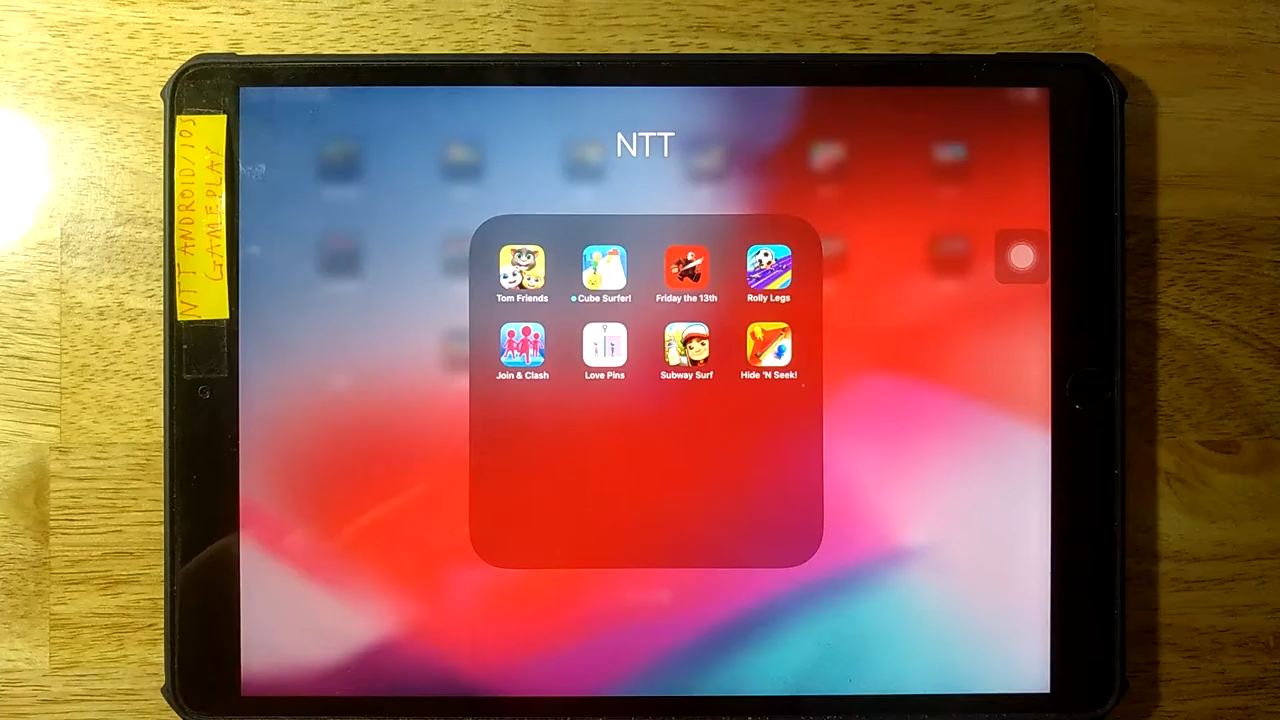 NTT ANDROID/IOS
GAMEPLAY
NTT
Tom Friends
Cube Surfer!
Friday the 13th
Rolly Legs
Join & Clash
Love Pins
Subway Surf
Hide 'N Seek!